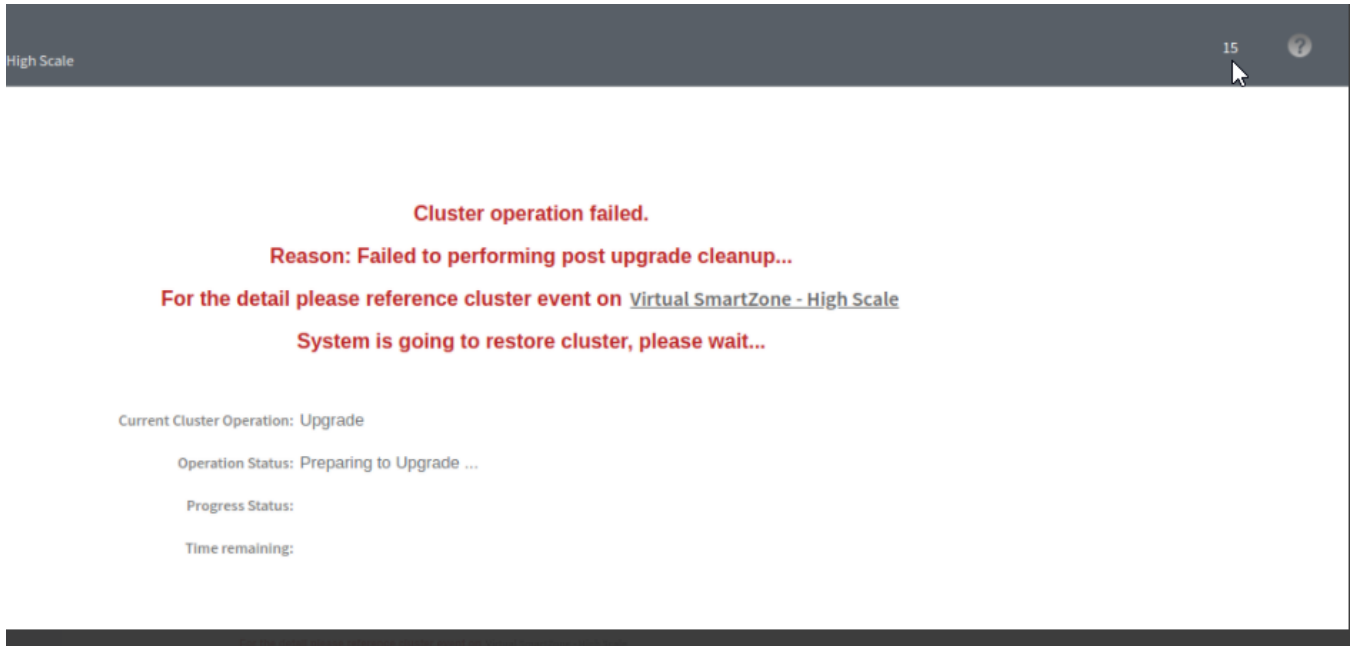 High Scale
15
?
Cluster operation failed.
Reason: Failed to performing post upgrade cleanup...
For the detail please reference cluster event on Virtual SmartZone - High Scale
System is going to restore cluster, please wait...
Current Cluster Operation: Upgrade
Operation Status: Preparing to Upgrade ...
Progress Status:
Time remaining: